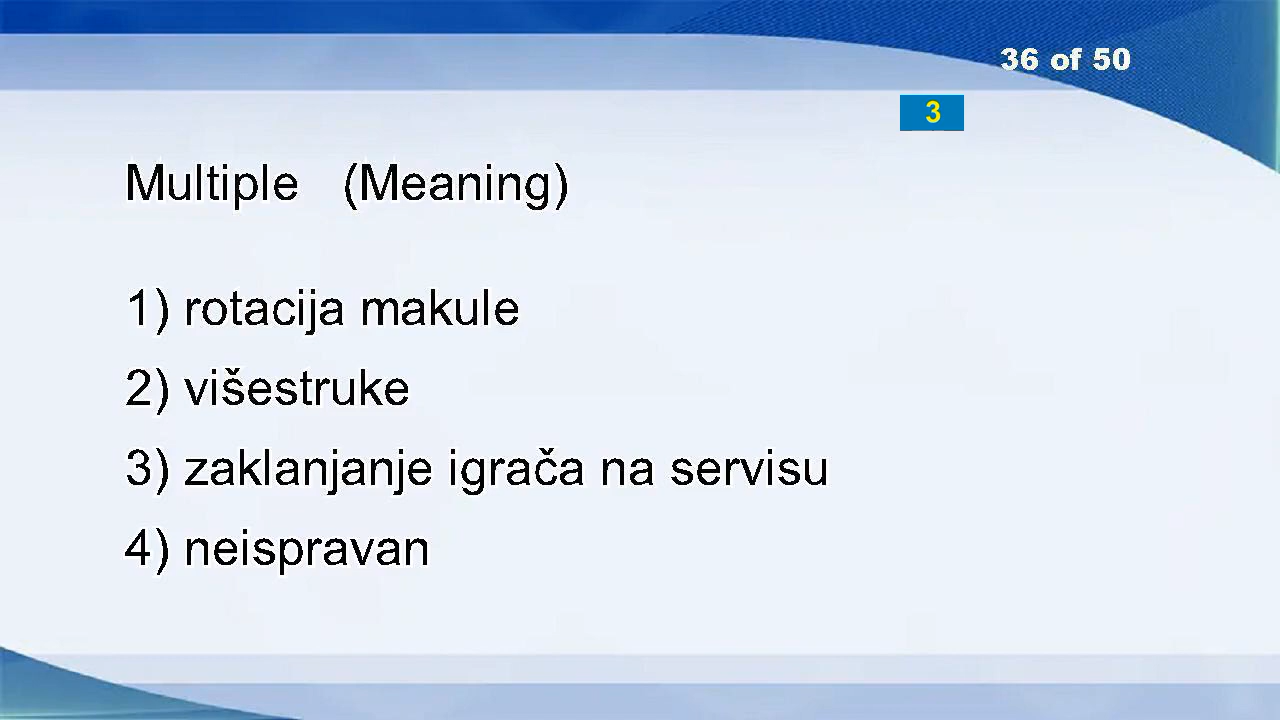 36 of 50
3
Multiple (Meaning)
1) rotacija makule
2) višestruke
3) zaklanjanje igrača na servisu
4) neispravan